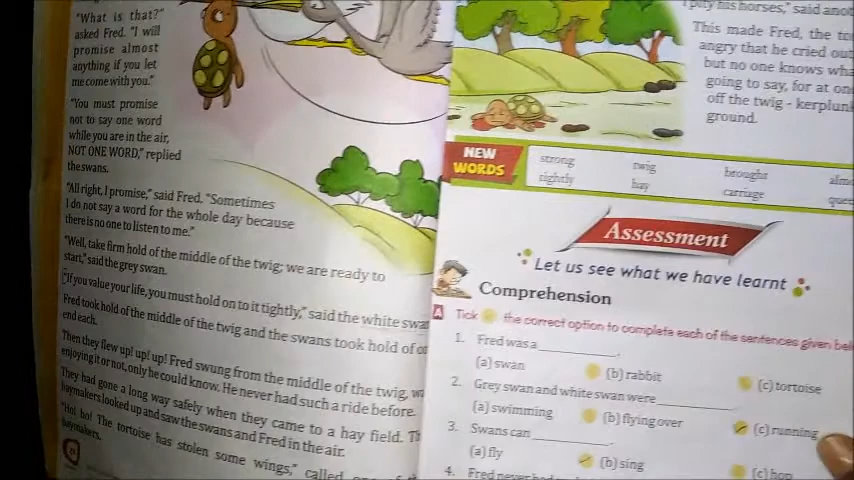 "What is that?"
asked Fred. "I will
promise almost
anything if you let
me come with you."
"You must promise
not to say one word
while you are in the air,
NOT ONE WORD," replied
the swans.
"All right, I promise," said Fred. "Sometimes
I do not say a word for the whole day because
there is no one to listen to me."
"Well, take firm hold of the middle of the twig; we are ready to
start," said the grey swan.
"If you value your life, you must hold on to it tightly," said the white
Fred took hold of the middle of the twig and the swans took hold of
end each.
Then they flew up! up! up! Fred swung from the middle of the twig,
enjoying it or not, only he could know. He never had such a ride before.
They had gone a long way safely when they came to a hay field.
haymakers looked up and saw the swans and Fred in the air.
"Ho! ho! The tortoise has stolen some wings," called
haymakers.
pity his horses," said
This made Fred, the
angry that he cried out
but no one knows
going to say, for at
off the twig - kerplun
ground.
NEW WORDS
strong twig brought
tightly hay carriage
Assessment
Let us see what we have learnt
Comprehension
A Tick the correct option to complete each of the sentences given
1. Fred was a ____________.
(a) swan (b) rabbit (c) tortoise
2. Grey swan and white swan were ____________
(a) swimming (b) flying over (c) running
3. Swans can ____________.
(a) fly (b) sing (c) hop
4. Fred never